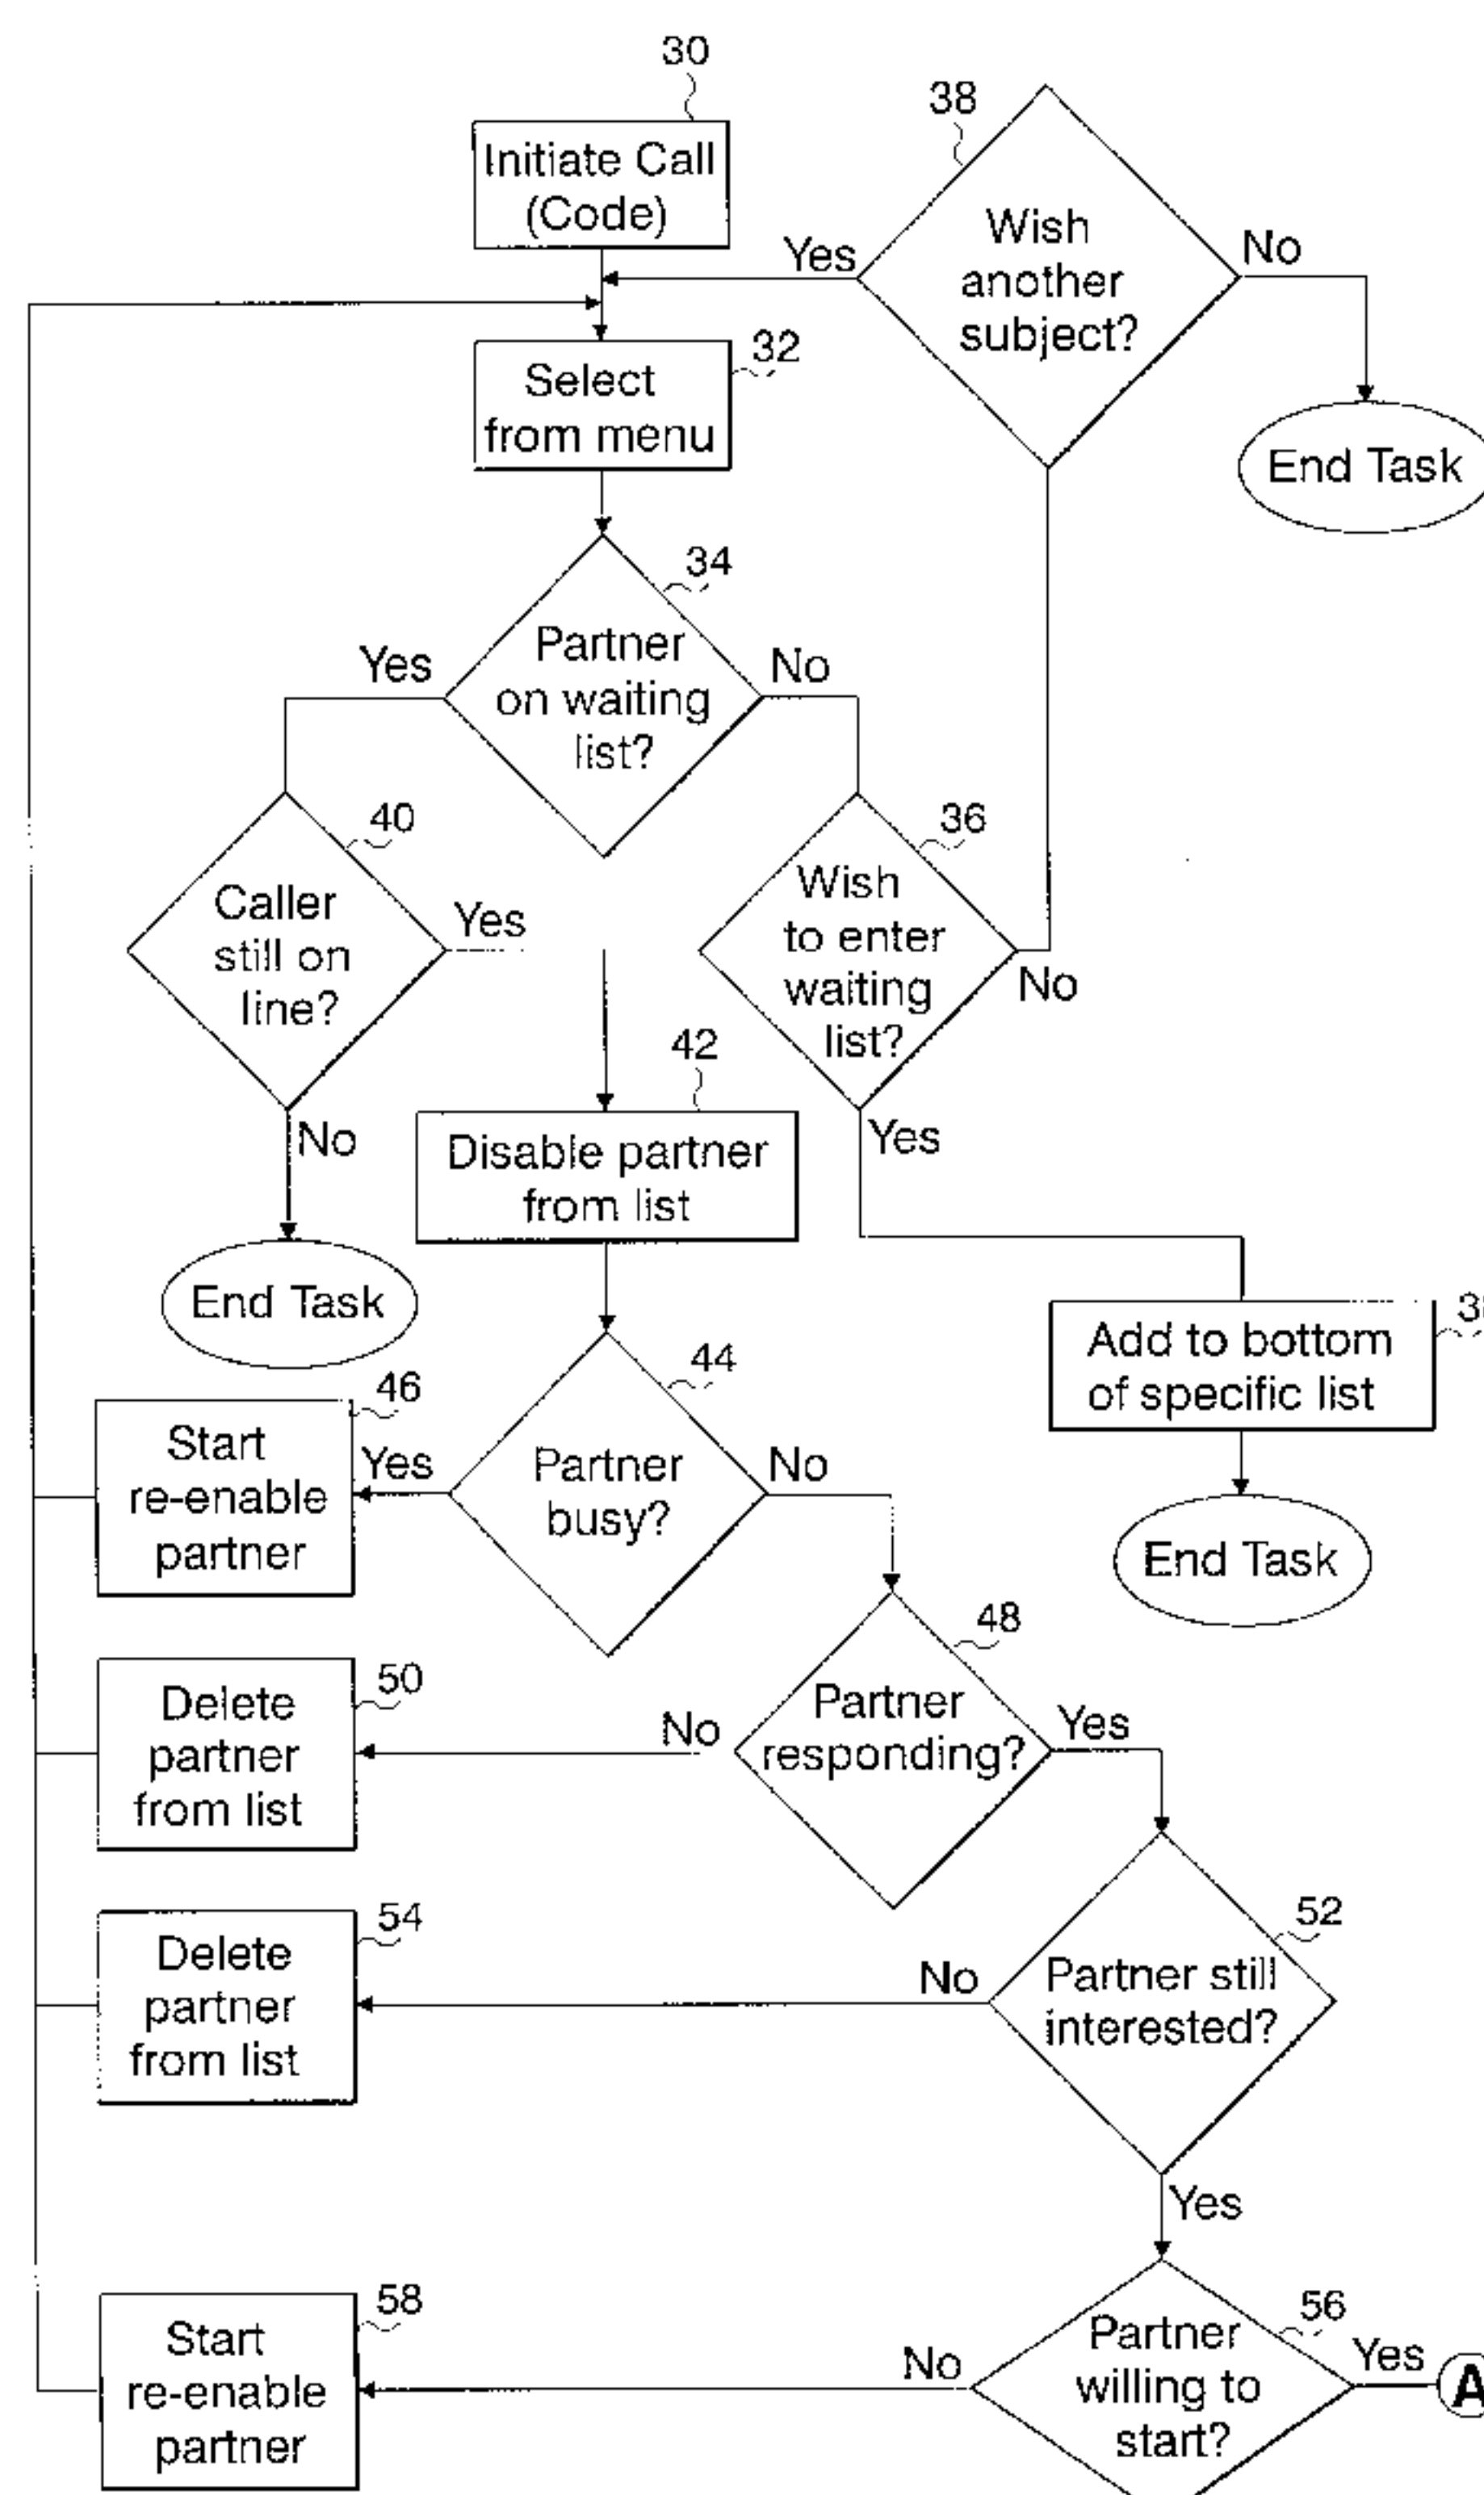 30
Initiate Call
(Code)
38
Wish
another
subject?
Yes
No
End Task
32
Select
from menu
34
Partner
on waiting
list?
Yes
No
40
Caller
still on
line?
Yes
No
End Task
36
Wish
to enter
waiting
list?
No
Yes
42
Disable partner
from list
Add to bottom
of specific list
End Task
44
Partner
busy?
Yes
No
46
Start
re-enable
partner
48
Partner
responding?
No
Yes
50
Delete
partner
from list
52
Partner still
interested?
No
Yes
54
Delete
partner
from list
56
Partner
willing to
start?
No
Yes
A
58
Start
re-enable
partner